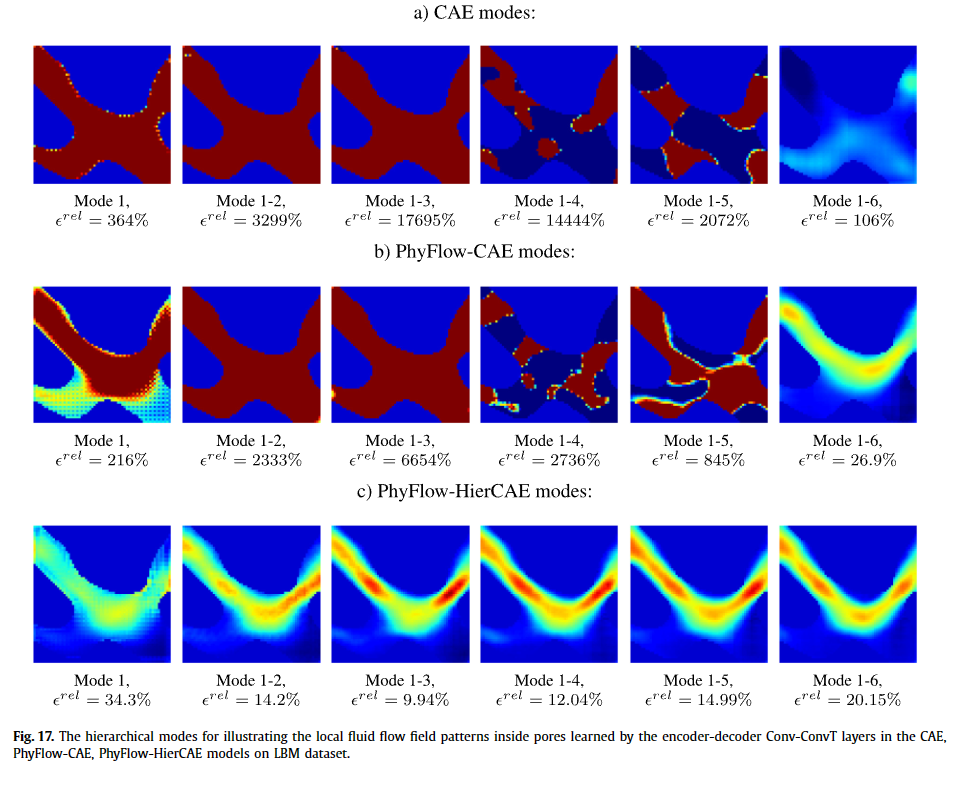 a) CAE modes:
Mode 1, Mode 1-2, Mode 1-3, Mode 1-4, Mode 1-5, Mode 1-6,
ϵ^rel = 364% ϵ^rel = 3299% ϵ^rel = 17695% ϵ^rel = 14444% ϵ^rel = 2072% ϵ^rel = 106%
b) PhyFlow-CAE modes:
Mode 1, Mode 1-2, Mode 1-3, Mode 1-4, Mode 1-5, Mode 1-6,
ϵ^rel = 216% ϵ^rel = 2333% ϵ^rel = 6654% ϵ^rel = 2736% ϵ^rel = 845% ϵ^rel = 26.9%
c) PhyFlow-HierCAE modes:
Mode 1, Mode 1-2, Mode 1-3, Mode 1-4, Mode 1-5, Mode 1-6,
ϵ^rel = 34.3% ϵ^rel = 14.2% ϵ^rel = 9.94% ϵ^rel = 12.04% ϵ^rel = 14.99% ϵ^rel = 20.15%
Fig. 17. The hierarchical modes for illustrating the local fluid flow field patterns inside pores learned by the encoder-decoder Conv-ConvT layers in the CAE,
PhyFlow-CAE, PhyFlow-HierCAE models on LBM dataset.